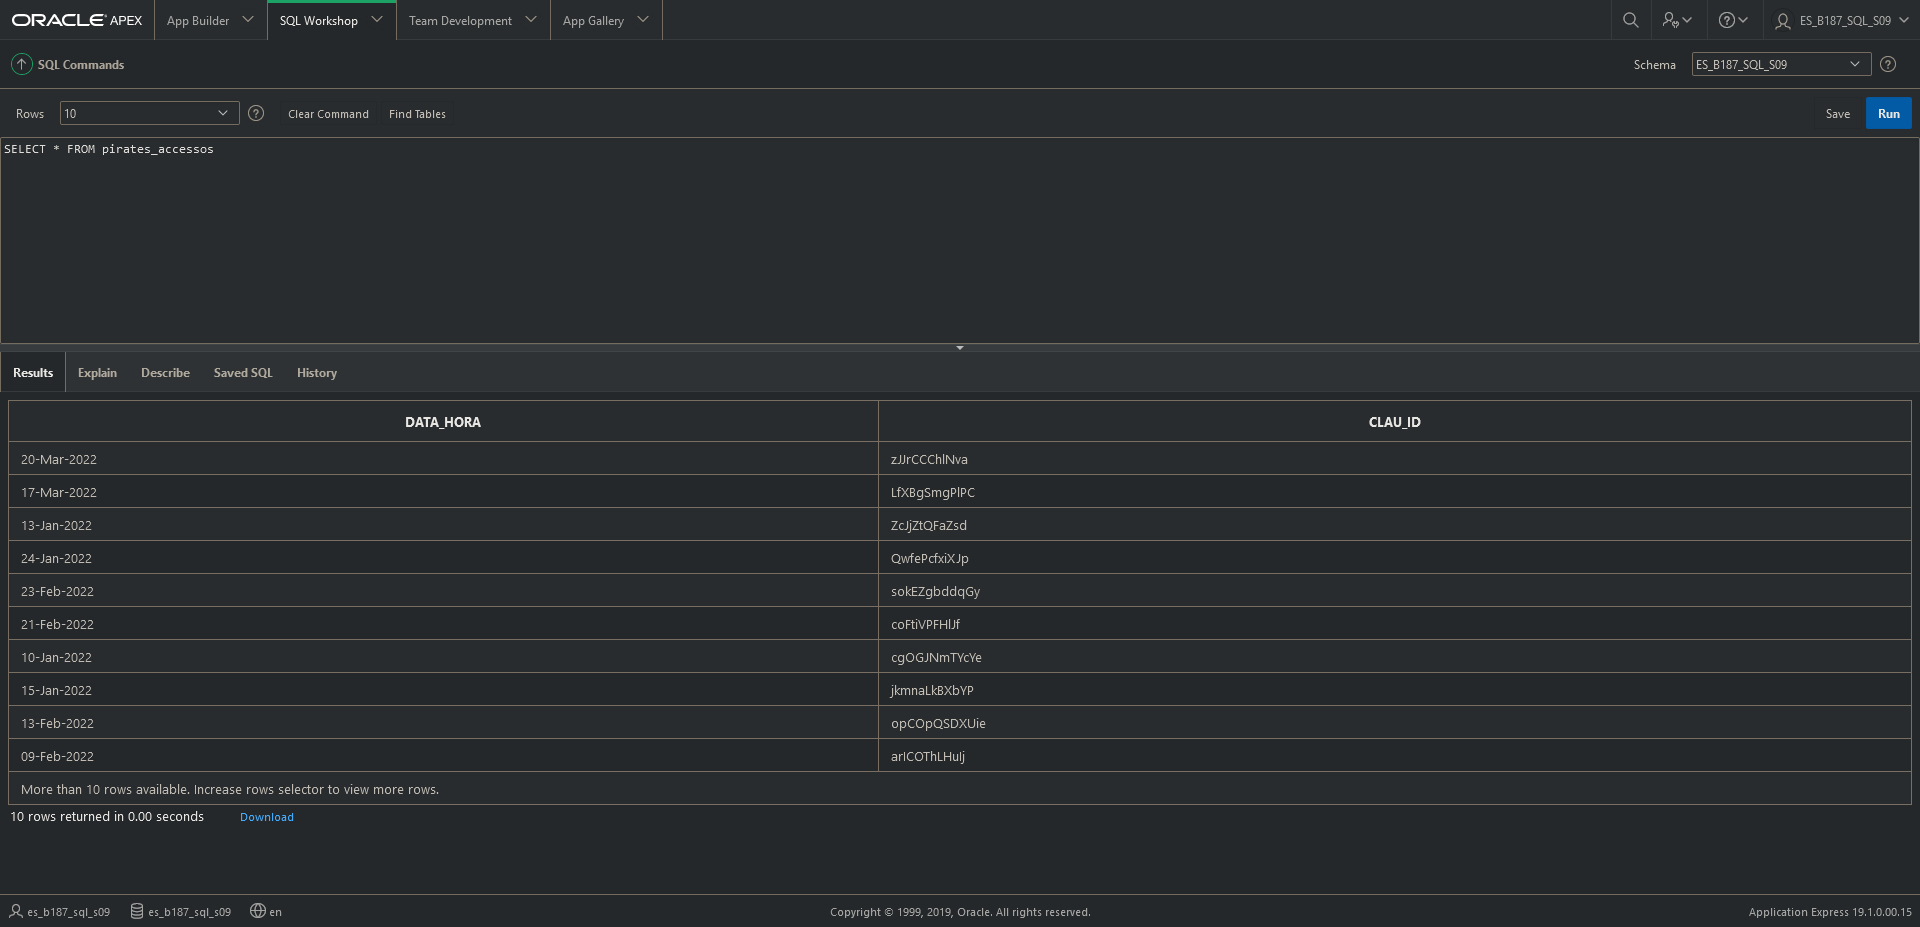 ORACLE APEX App Builder SQL Workshop Team Development App Gallery ES_B187_SQL_S09
SQL Commands Schema ES_B187_SQL_S09
Rows 10 Clear Command Find Tables Save Run
SELECT * FROM pirates_accessos
Results Explain Describe Saved SQL History
DATA_HORA CLAU_ID
20-Mar-2022 zJJrCCChlNva
17-Mar-2022 LfXBgSmgPlPC
13-Jan-2022 ZcJjZtQFaZsd
24-Jan-2022 QwfePcfxiXJp
23-Feb-2022 sokEZgbddqGy
21-Feb-2022 coFtiVPFHlJf
10-Jan-2022 cgOGJNmTYcYe
15-Jan-2022 jkmnaLkBXbYP
13-Feb-2022 opCOpQSDXUie
09-Feb-2022 arICOThLHuIj
More than 10 rows available. Increase rows selector to view more rows.
10 rows returned in 0.00 seconds Download
es_b187_sql_s09 es_b187_sql_s09 en Copyright © 1999, 2019, Oracle. All rights reserved. Application Express 19.1.0.00.15